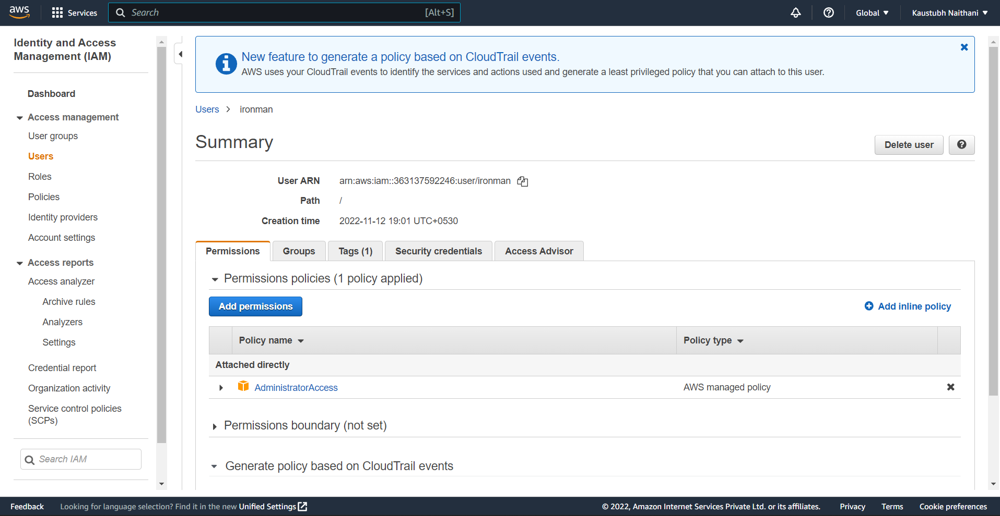 aws Services Search [Alt+S] Global Kaustubh Naithani
Identity and Access
Management (IAM)
Dashboard
Access management
User groups
Users
Roles
Policies
Identity providers
Account settings
Access reports
Access analyzer
Archive rules
Analyzers
Settings
Credential report
Organization activity
Service control policies
(SCPs)
Search IAM
New feature to generate a policy based on CloudTrail events.
AWS uses your CloudTrail events to identify the services and actions used and generate a least privileged policy that you can attach to this user.
Users > ironman
Summary
Delete user
User ARN arn:aws:iam::363137592246:user/ironman
Path /
Creation time 2022-11-12 19:01 UTC+0530
Permissions Groups Tags (1) Security credentials Access Advisor
Permissions policies (1 policy applied)
Add permissions Add inline policy
Policy name Policy type
Attached directly
AdministratorAccess AWS managed policy
Permissions boundary (not set)
Generate policy based on CloudTrail events
Feedback Looking for language selection? Find it in the new Unified Settings © 2022, Amazon Internet Services Private Ltd. or its affiliates. Privacy Terms Cookie preferences